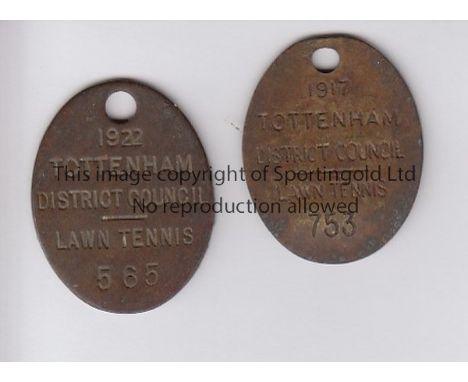 1922
TOTTENHAM
DISTRICT COUNCIL
LAWN TENNIS
565
1917
TOTTENHAM
DISTRICT COUNCIL
LAWN TENNIS
753
This image copyright of Sportingold Ltd
No reproduction allowed